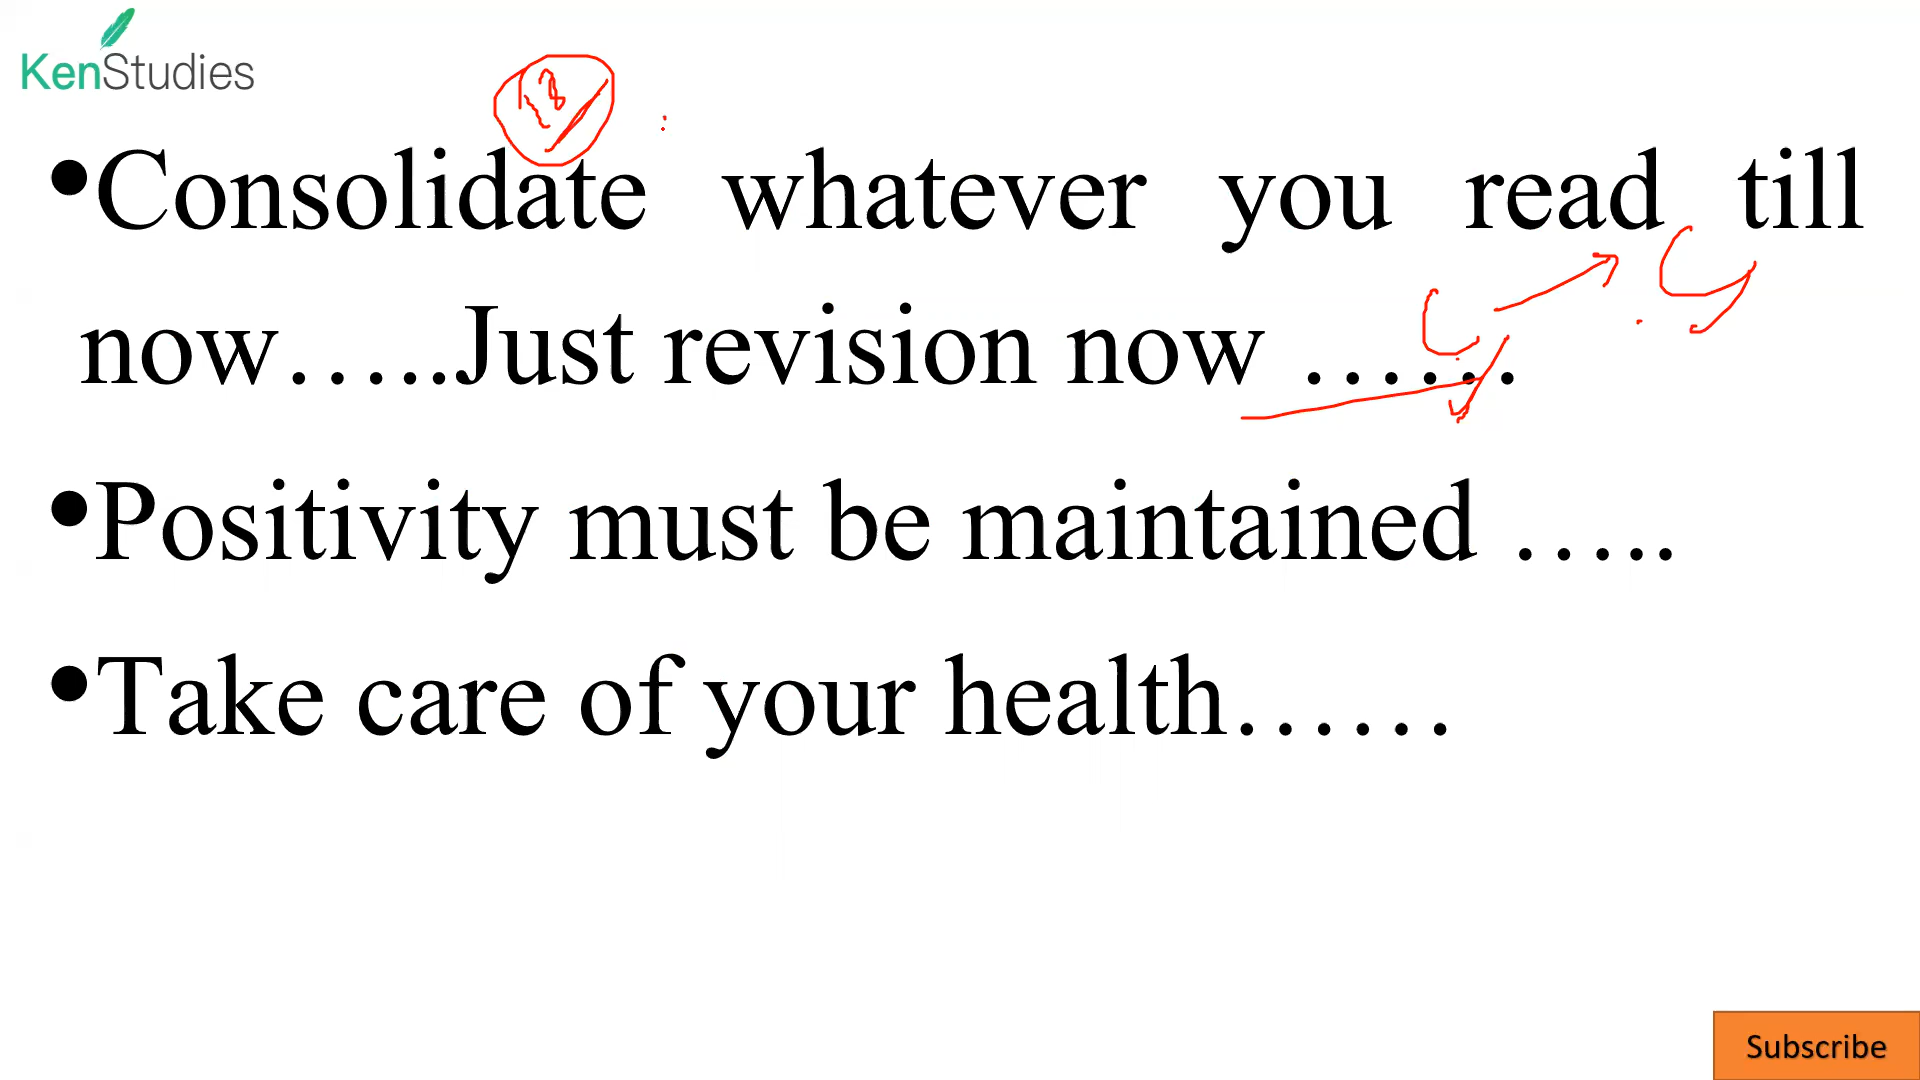 KenStudies
•Consolidate whatever you read till
now…..Just revision now ……
•Positivity must be maintained …..
•Take care of your health……
Subscribe